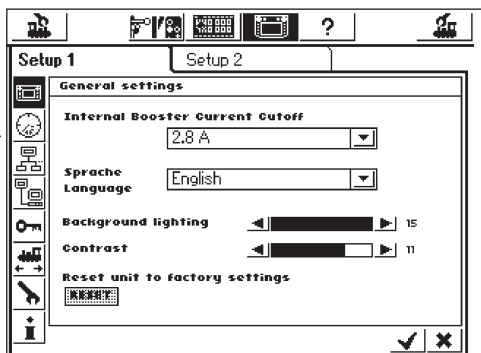 ?
Setup 1
Setup 2
General settings
Internal Booster Current Cutoff
2.8 A
Sprache
Language
English
Background lighting
15
Contrast
11
Reset unit to factory settings
RESET
i